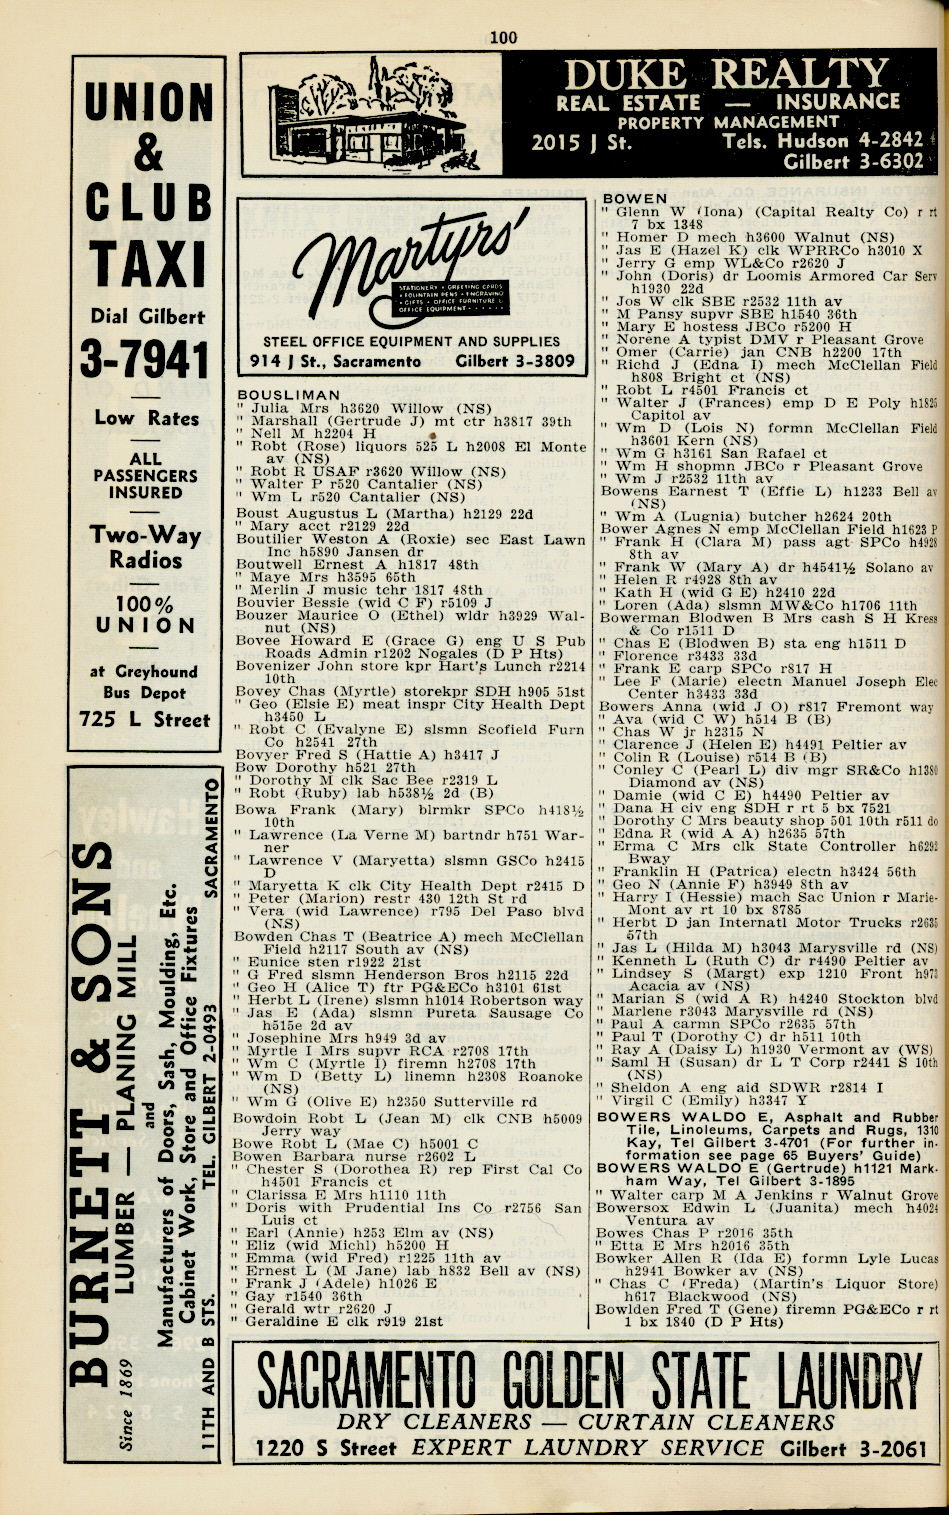 100
UNION
&
CLUB
TAXI
Dial Gilbert
3-7941
Low Rates
ALL
PASSENGERS
INSURED
Two-Way
Radios
100%
UNION
at Greyhound
Bus Depot
725 L Street
BURNETT & SONS
Since 1869
LUMBER — PLANING MILL
and
Manufacturers of Doors, Sash, Moulding, Etc.
Cabinet Work, Store and Office Fixtures
11TH AND B STS. TEL. GILBERT 2-0493 SACRAMENTO
DUKE REALTY
REAL ESTATE — INSURANCE
PROPERTY MANAGEMENT
2015 J St. Tels. Hudson 4-2842
Gilbert 3-6302
Martyrs'
STATIONERY • GREETING CARDS
• FOUNTAIN PENS • ENGRAVING
• GIFTS • OFFICE FURNITURE &
OFFICE EQUIPMENT
STEEL OFFICE EQUIPMENT AND SUPPLIES
914 J St., Sacramento Gilbert 3-3809
BOUSLIMAN
" Julia Mrs h3620 Willow (NS)
" Marshall (Gertrude J) mt ctr h3817 39th
" Nell M h2204 H
" Robt (Rose) liquors 525 L h2008 El Monte
av (NS)
" Robt R USAF r3620 Willow (NS)
" Walter P r520 Cantalier (NS)
" Wm L r520 Cantalier (NS)
Boust Augustus L (Martha) h2129 22d
" Mary acct r2129 22d
Boutilier Weston A (Roxie) sec East Lawn
Inc h5890 Jansen dr
Boutwell Ernest A h1817 48th
" Maye Mrs h3595 65th
" Merlin J music tchr 1817 48th
Bouvier Bessie (wid C F) r5109 J
Bouzer Maurice O (Ethel) wldr h3929 Wal-
nut (NS)
Bovee Howard E (Grace G) eng U S Pub
Roads Admin r1202 Nogales (D P Hts)
Bovenizer John store kpr Hart's Lunch r2214
10th
Bovey Chas (Myrtle) storekpr SDH h905 51st
" Geo (Elsie E) meat inspr City Health Dept
h3450 L
" Robt C (Evalyne E) slsmn Scofield Furn
Co h2541 27th
Bovyer Fred S (Hattie A) h3417 J
Bow Dorothy h521 27th
" Dorothy M clk Sac Bee r2319 L
" Robt (Ruby) lab h538½ 2d (B)
Bowa Frank (Mary) blrmkr SPCo h418½
10th
" Lawrence (La Verne M) bartndr h751 War-
ner
" Lawrence V (Maryetta) slsmn GSCo h2415
D
" Maryetta K clk City Health Dept r2415 D
" Peter (Marion) restr 430 12th St rd
" Vera (wid Lawrence) r795 Del Paso blvd
(NS)
Bowden Chas T (Beatrice A) mech McClellan
Field h2117 South av (NS)
" Eunice sten r1922 21st
" G Fred slsmn Henderson Bros h2115 22d
" Geo H (Alice T) ftr PG&ECo h3101 61st
" Herbt L (Irene) slsmn h1014 Robertson way
" Jas E (Ada) slsmn Pureta Sausage Co
h515e 2d av
" Josephine Mrs h949 3d av
" Myrtle I Mrs supvr RCA r2708 17th
" Wm C (Myrtle I) firemn h2708 17th
" Wm D (Betty L) linemn h2308 Roanoke
(NS)
" Wm G (Olive E) h2350 Sutterville rd
Bowdoin Robt L (Jean M) clk CNB h5009
Jerry way
Bowe Robt L (Mae C) h5001 C
Bowen Barbara nurse r2602 L
" Chester S (Dorothea R) rep First Cal Co
h4501 Francis ct
" Clarissa E Mrs h1110 11th
" Doris with Prudential Ins Co r2756 San
Luis ct
" Earl (Annie) h253 Elm av (NS)
" Eliz (wid Michl) h5200 H
" Emma (wid Fred) r1225 11th av
" Ernest L (M Jane) lab h832 Bell av (NS)
" Frank J (Adele) h1026 E
" Gay r1540 36th
" Gerald wtr r2620 J
" Geraldine E clk r919 21st
BOWEN
" Glenn W (Iona) (Capital Realty Co) r rt
7 bx 1348
" Homer D mech h3600 Walnut (NS)
" Jas E (Hazel K) clk WPRRCo h3010 X
" Jerry G emp WL&Co r2620 J
" John (Doris) dr Loomis Armored Car Serv
h1930 22d
" Jos W clk SBE r2532 11th av
" M Pansy supvr SBE h1540 36th
" Mary E hostess JBCo r5200 H
" Norene A typist DMV r Pleasant Grove
" Omer (Carrie) jan CNB h2200 17th
" Richd J (Edna I) mech McClellan Field
h808 Bright ct (NS)
" Robt L r4501 Francis ct
" Walter J (Frances) emp D E Poly h1825
Capitol av
" Wm D (Lois N) formn McClellan Field
h3601 Kern (NS)
" Wm G h3161 San Rafael ct
" Wm H shopmn JBCo r Pleasant Grove
" Wm J r2532 11th av
Bowens Earnest T (Effie L) h1233 Bell av
(NS)
" Wm A (Lugnia) butcher h2624 20th
Bower Agnes N emp McClellan Field h1623 P
" Frank H (Clara M) pass agt SPCo h4928
8th av
" Frank W (Mary A) dr h4541½ Solano av
" Helen R r4928 8th av
" Kath H (wid G E) h2410 22d
" Loren (Ada) slsmn MW&Co h1706 11th
Bowerman Blodwen B Mrs cash S H Kress
& Co r1511 D
" Chas E (Blodwen B) sta eng h1511 D
" Florence r3433 33d
" Frank E carp SPCo r817 H
" Lee F (Marie) electn Manuel Joseph Elec
Center h3433 33d
Bowers Anna (wid J O) r817 Fremont way
" Ava (wid C W) h514 B (B)
" Chas W jr h2315 N
" Clarence J (Helen E) h4491 Peltier av
" Colin R (Louise) r514 B (B)
" Conley C (Pearl L) div mgr SR&Co h1380
Diamond av (NS)
" Damie (wid C E) h4490 Peltier av
" Dana H civ eng SDH r rt 5 bx 7521
" Dorothy C Mrs beauty shop 501 10th r511 do
" Edna R (wid A A) h2635 57th
" Erma C Mrs clk State Controller h6292
Bway
" Franklin H (Patrica) electn h3424 56th
" Geo N (Annie F) h3949 8th av
" Harry I (Hessie) mach Sac Union r Marie-
Mont av rt 10 bx 8785
" Herbt D jan Internatl Motor Trucks r2635
57th
" Jas L (Hilda M) h3043 Marysville rd (NS)
" Kenneth L (Ruth C) dr r4490 Peltier av
" Lindsey S (Margt) exp 1210 Front h973
Acacia av (NS)
" Marian S (wid A R) h4240 Stockton blvd
" Marlene r3043 Marysville rd (NS)
" Paul A carmn SPCo r2635 57th
" Paul T (Dorothy C) dr h511 10th
" Ray A (Daisy L) h1930 Vermont av (WS)
" Saml H (Susan) dr L T Corp r2441 S 10th
(NS)
" Sheldon A eng aid SDWR r2814 I
" Virgil C (Emily) h3347 Y
BOWERS WALDO E, Asphalt and Rubber
Tile, Linoleums, Carpets and Rugs, 1310
Kay, Tel Gilbert 3-4701 (For further in-
formation see page 65 Buyers' Guide)
BOWERS WALDO E (Gertrude) h1121 Mark-
ham Way, Tel Gilbert 3-1895
" Walter carp M A Jenkins r Walnut Grove
Bowersox Edwin L (Juanita) mech h4024
Ventura av
Bowes Chas P r2016 35th
" Etta E Mrs h2016 35th
Bowker Allen R (Ida E) formn Lyle Lucas
h2941 Bowker av (NS)
" Chas C (Freda) (Martin's Liquor Store)
h617 Blackwood (NS)
Bowlden Fred T (Gene) firemn PG&ECo r rt
1 bx 1840 (D P Hts)
SACRAMENTO GOLDEN STATE LAUNDRY
DRY CLEANERS — CURTAIN CLEANERS
1220 S Street EXPERT LAUNDRY SERVICE Gilbert 3-2061